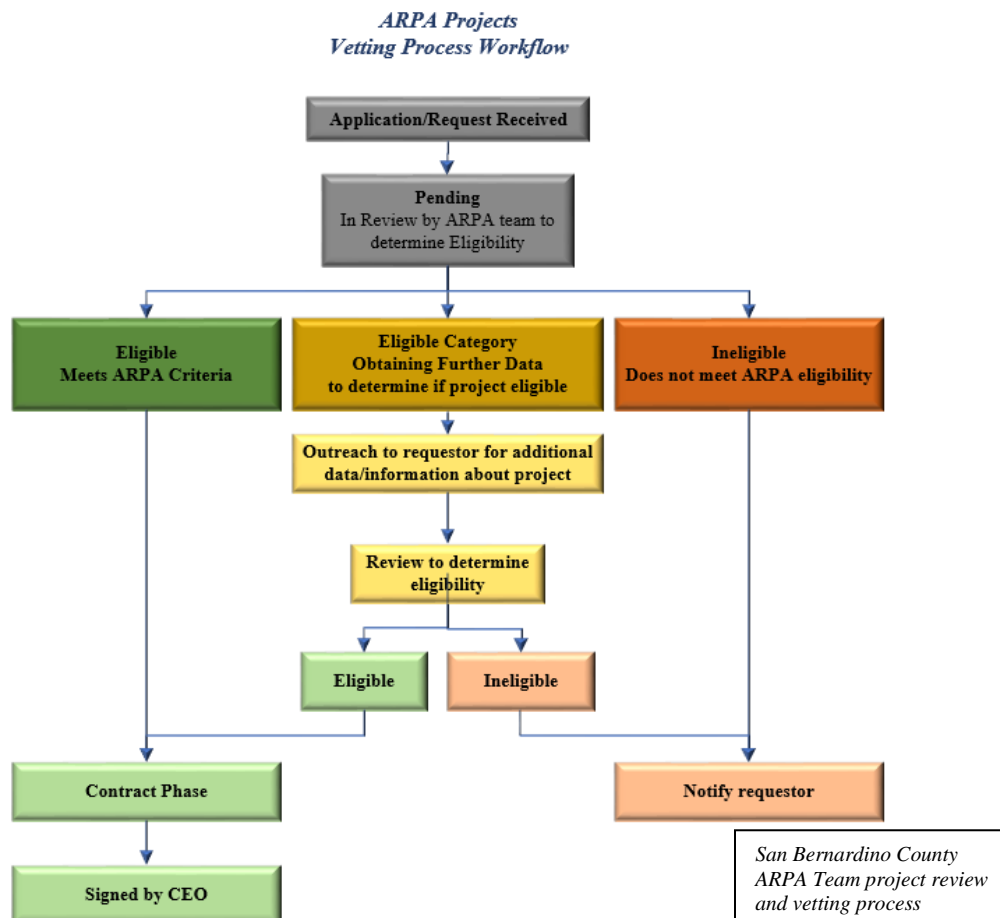 ARPA Projects
Vetting Process Workflow
Application/Request Received
Pending
In Review by ARPA team to
determine Eligibility
Eligible
Meets ARPA Criteria
Eligible Category
Obtaining Further Data
to determine if project eligible
Ineligible
Does not meet ARPA eligibility
Outreach to requestor for additional
data/information about project
Review to determine
eligibility
Eligible
Ineligible
Contract Phase
Notify requestor
Signed by CEO
San Bernardino County
ARPA Team project review
and vetting process